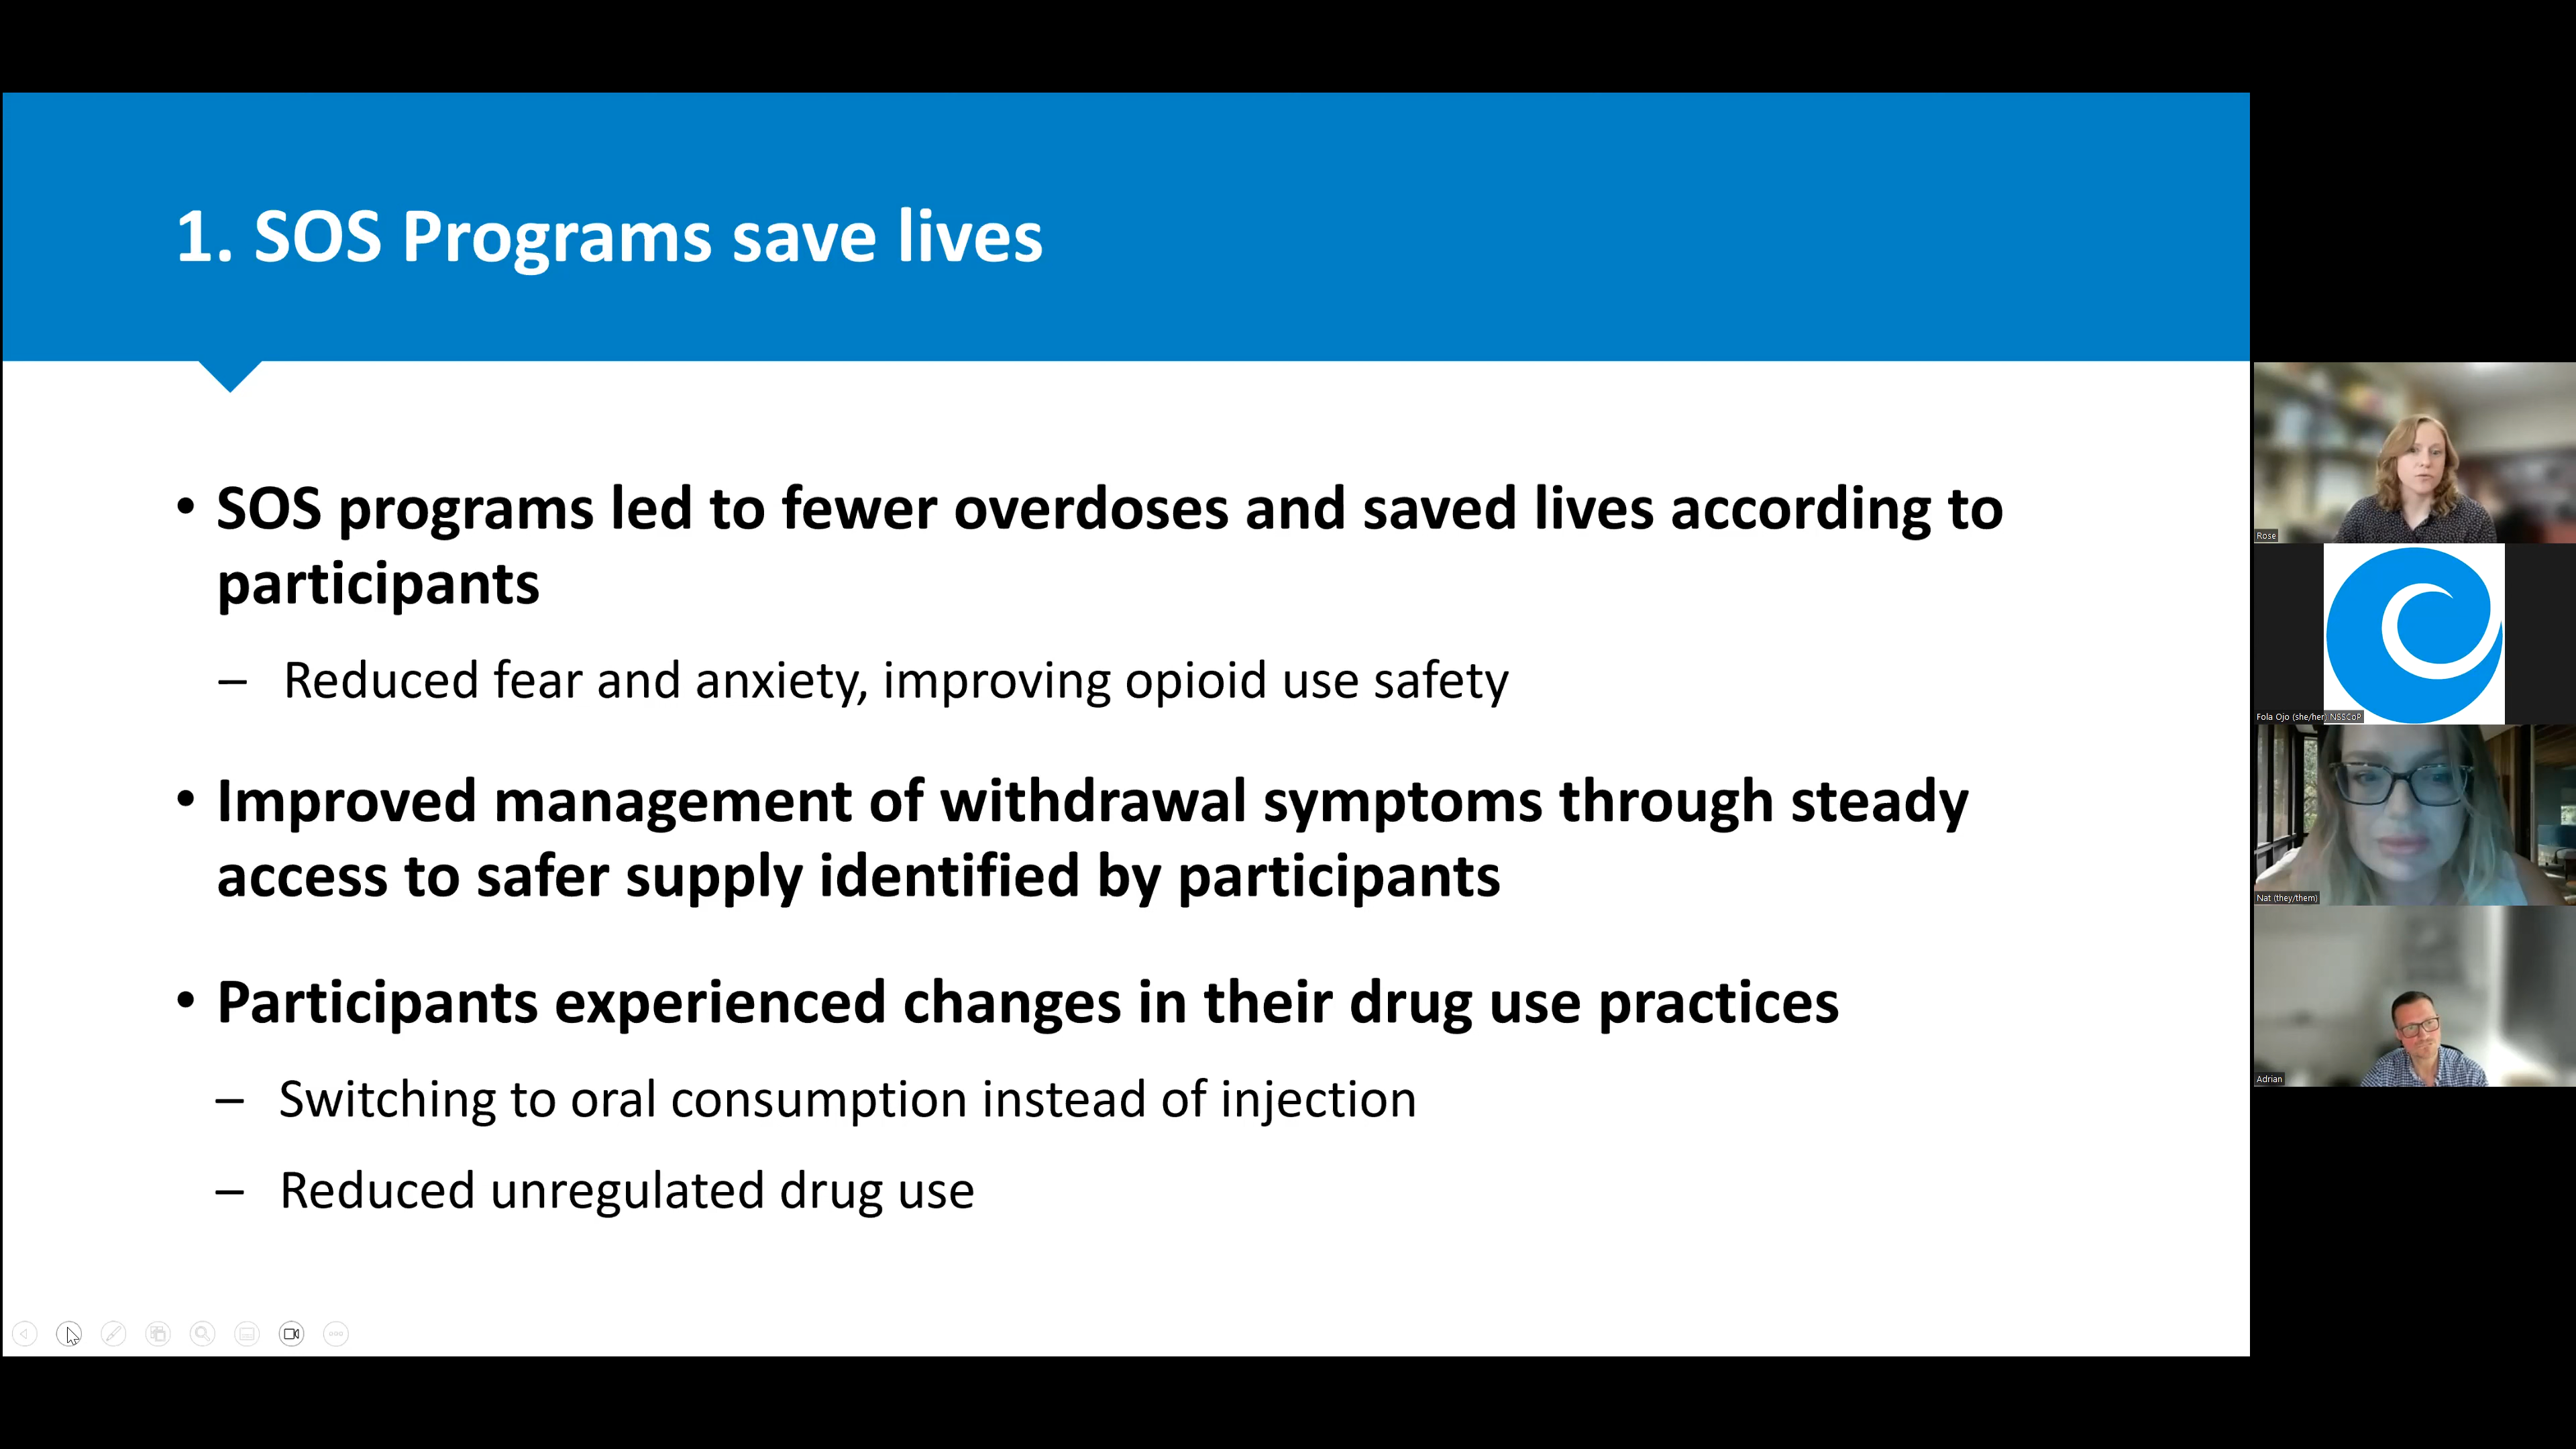 1. SOS Programs save lives
• SOS programs led to fewer overdoses and saved lives according to
participants
– Reduced fear and anxiety, improving opioid use safety
• Improved management of withdrawal symptoms through steady
access to safer supply identified by participants
• Participants experienced changes in their drug use practices
– Switching to oral consumption instead of injection
– Reduced unregulated drug use
Rose
Fola Ojo (she/her) NSSCoP
Nat (they/them)
Adrian